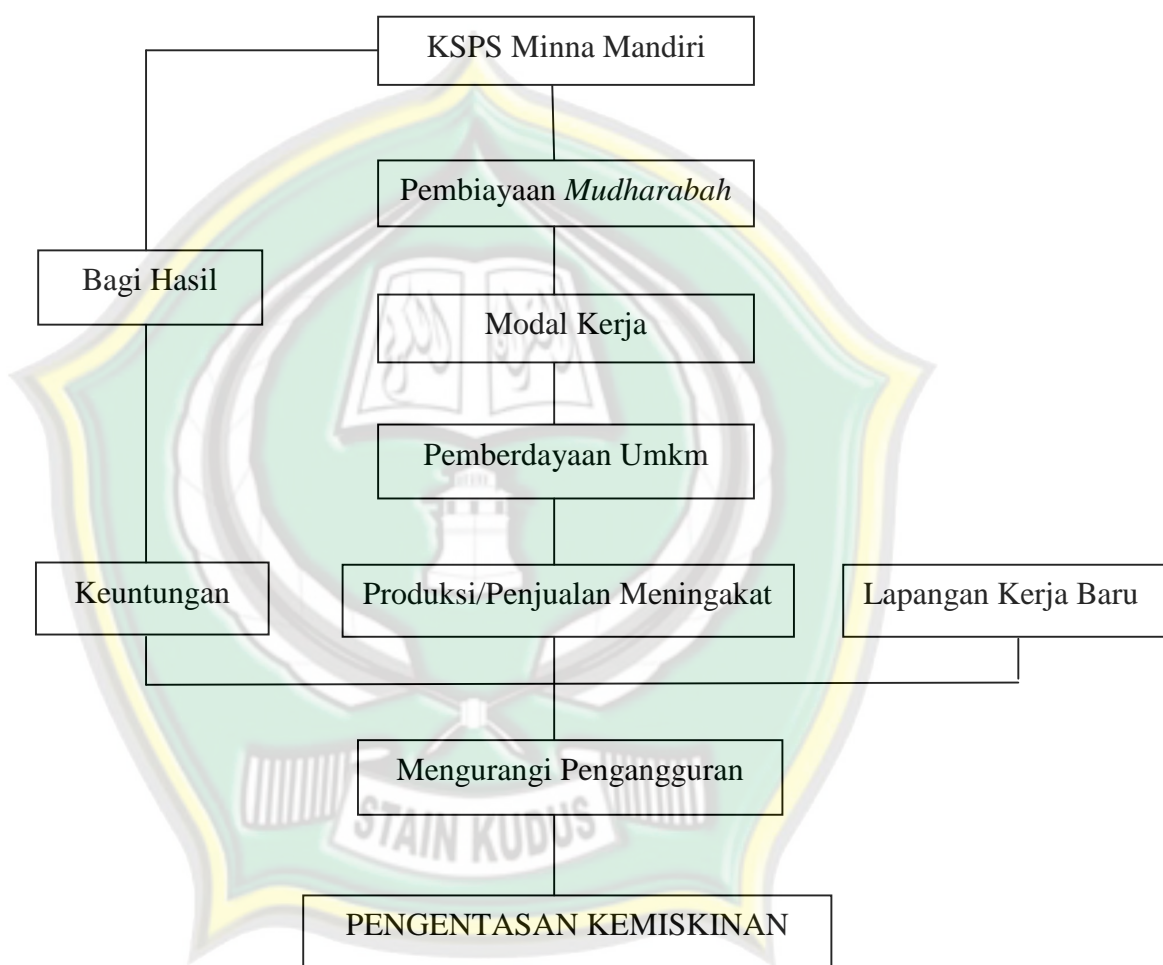 KSPS Minna Mandiri
Pembiayaan Mudharabah
Bagi Hasil
Modal Kerja
Pemberdayaan Umkm
Keuntungan
Produksi/Penjualan Meningakat
Lapangan Kerja Baru
Mengurangi Pengangguran
STAIN KUDUS
PENGENTASAN KEMISKINAN